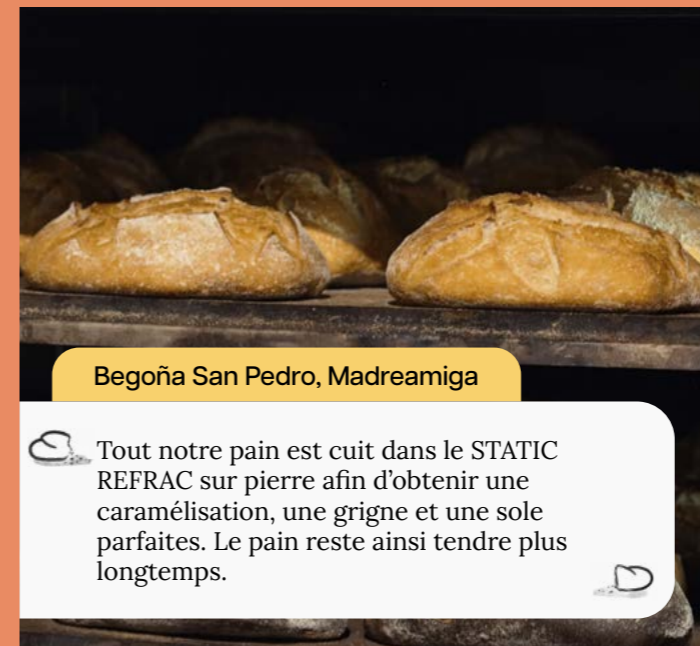 Begoña San Pedro, Madreamiga
Tout notre pain est cuit dans le STATIC
REFRAC sur pierre afin d’obtenir une
caramélisation, une grigne et une sole
parfaites. Le pain reste ainsi tendre plus
longtemps.